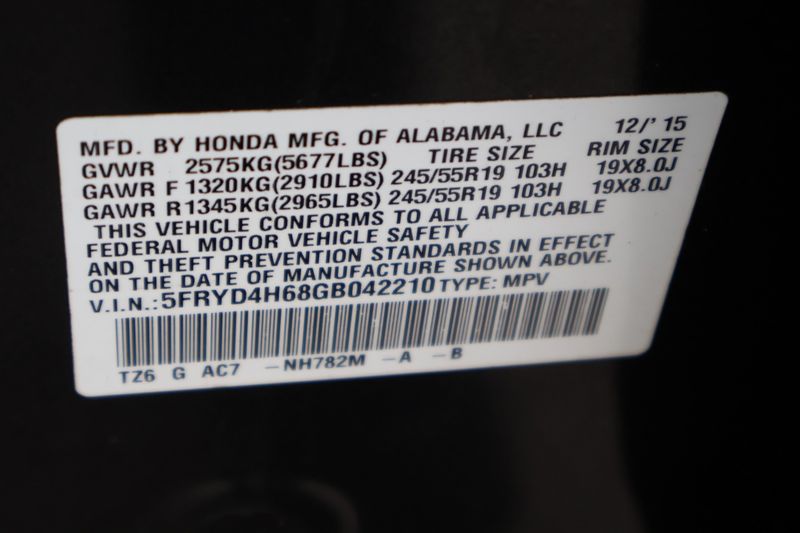 MFD. BY HONDA MFG. OF ALABAMA, LLC 12/' 15
GVWR 2575KG(5677LBS) TIRE SIZE RIM SIZE
GAWR F 1320KG(2910LBS) 245/55R19 103H 19X8.0J
GAWR R1345KG(2965LBS) 245/55R19 103H 19X8.0J
THIS VEHICLE CONFORMS TO ALL APPLICABLE
FEDERAL MOTOR VEHICLE SAFETY
AND THEFT PREVENTION STANDARDS IN EFFECT
ON THE DATE OF MANUFACTURE SHOWN ABOVE.
V.I.N.:5FRYD4H68GB042210 TYPE: MPV
TZ6 G AC7 -NH782M -A -B